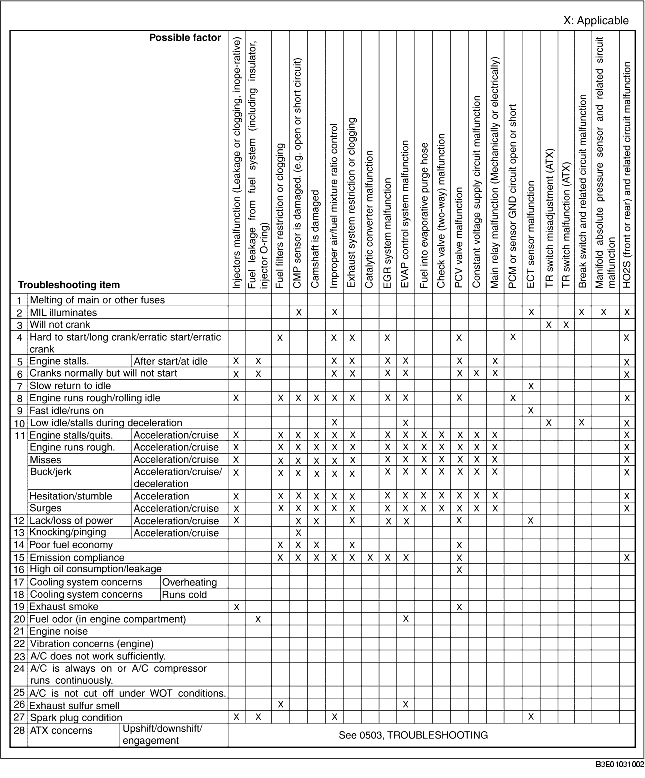 X: Applicable
Possible factor
Troubleshooting item
Injectors malfunction (Leakage or clogging, inope-rative)
Fuel leakage from fuel system (including insulator,
injector O-ring)
Fuel filters restriction or clogging
CMP sensor is damaged. (e.g. open or short circuit)
Camshaft is damaged
Improper air/fuel mixture ratio control
Exhaust system restriction or clogging
Catalytic converter malfunction
EGR system malfunction
EVAP control system malfunction
Fuel into evaporative purge hose
Check valve (two-way) malfunction
PCV valve malfunction
Constant voltage supply circuit malfunction
Main relay malfunction (Mechanically or electrically)
PCM or sensor GND circuit open or short
ECT sensor malfunction
TR switch misadjustment (ATX)
TR switch malfunction (ATX)
Break switch and related circuit malfunction
Manifold absolute pressure sensor and related sircuit
malfunction
HC2S (front or rear) and related circuit malfunction
1 Melting of main or other fuses
2 MIL illuminates X X X X X X
3 Will not crank X X
4 Hard to start/long crank/erratic start/erratic X X X X X X X
crank
5 Engine stalls. After start/at idle X X X X X X X X X
6 Cranks normally but will not start X X X X X X X X X X
7 Slow return to idle X
8 Engine runs rough/rolling idle X X X X X X X X X X X
9 Fast idle/runs on X
10 Low idle/stalls during deceleration X X X X X
11 Engine stalls/quits. Acceleration/cruise X X X X X X X X X X X X X X
Engine runs rough. Acceleration/cruise X X X X X X X X X X X X X X
Misses Acceleration/cruise X X X X X X X X X X X X X X
Buck/jerk Acceleration/cruise/ X X X X X X X X X X X X X X
deceleration
Hesitation/stumble Acceleration X X X X X X X X X X X X X X
Surges Acceleration/cruise X X X X X X X X X X X X X X
12 Lack/loss of power Acceleration/cruise X X X X X X X X
13 Knocking/pinging Acceleration/cruise X
14 Poor fuel economy X X X X X
15 Emission compliance X X X X X X X X X X
16 High oil consumption/leakage X
17 Cooling system concerns Overheating
18 Cooling system concerns Runs cold
19 Exhaust smoke X X
20 Fuel odor (in engine compartment) X X
21 Engine noise
22 Vibration concerns (engine)
23 A/C does not work sufficiently.
24 A/C is always on or A/C compressor
runs continuously.
25 A/C is not cut off under WOT conditions.
26 Exhaust sulfur smell X X
27 Spark plug condition X X X X
28 ATX concerns Upshift/downshift/
engagement
See 0503, TROUBLESHOOTING
B3E01031002